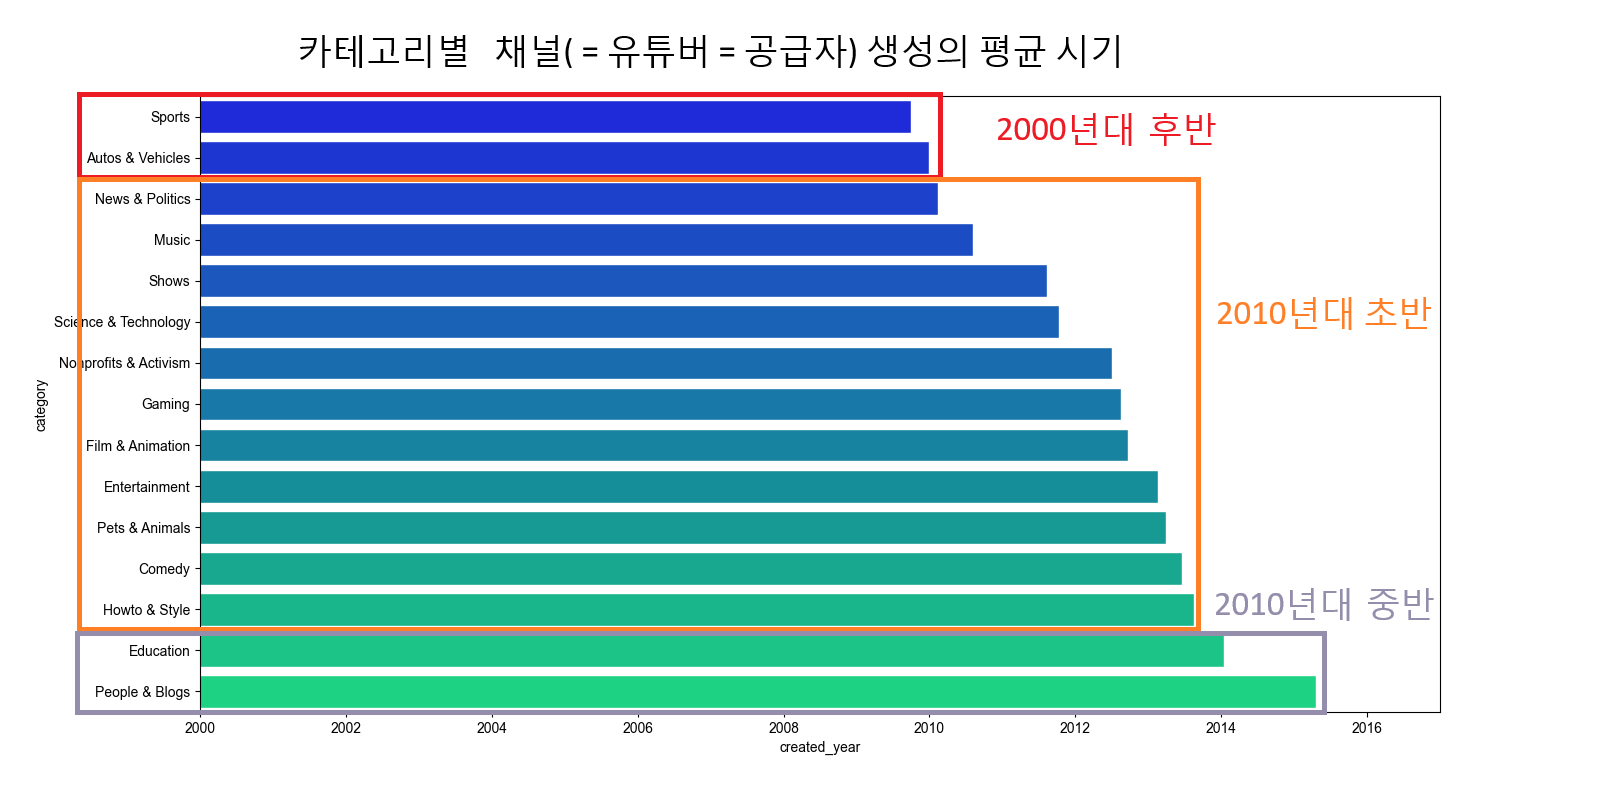 카테고리별 채널( = 유튜버 = 공급자) 생성의 평균 시기
Sports
2000년대 후반
Autos & Vehicles
News & Politics
Music
Shows
Science & Technology
2010년대 초반
Nonprofits & Activism
Gaming
Film & Animation
Entertainment
Pets & Animals
Comedy
Howto & Style
2010년대 중반
Education
People & Blogs
category
2000 2002 2004 2006 2008 2010 2012 2014 2016
created_year